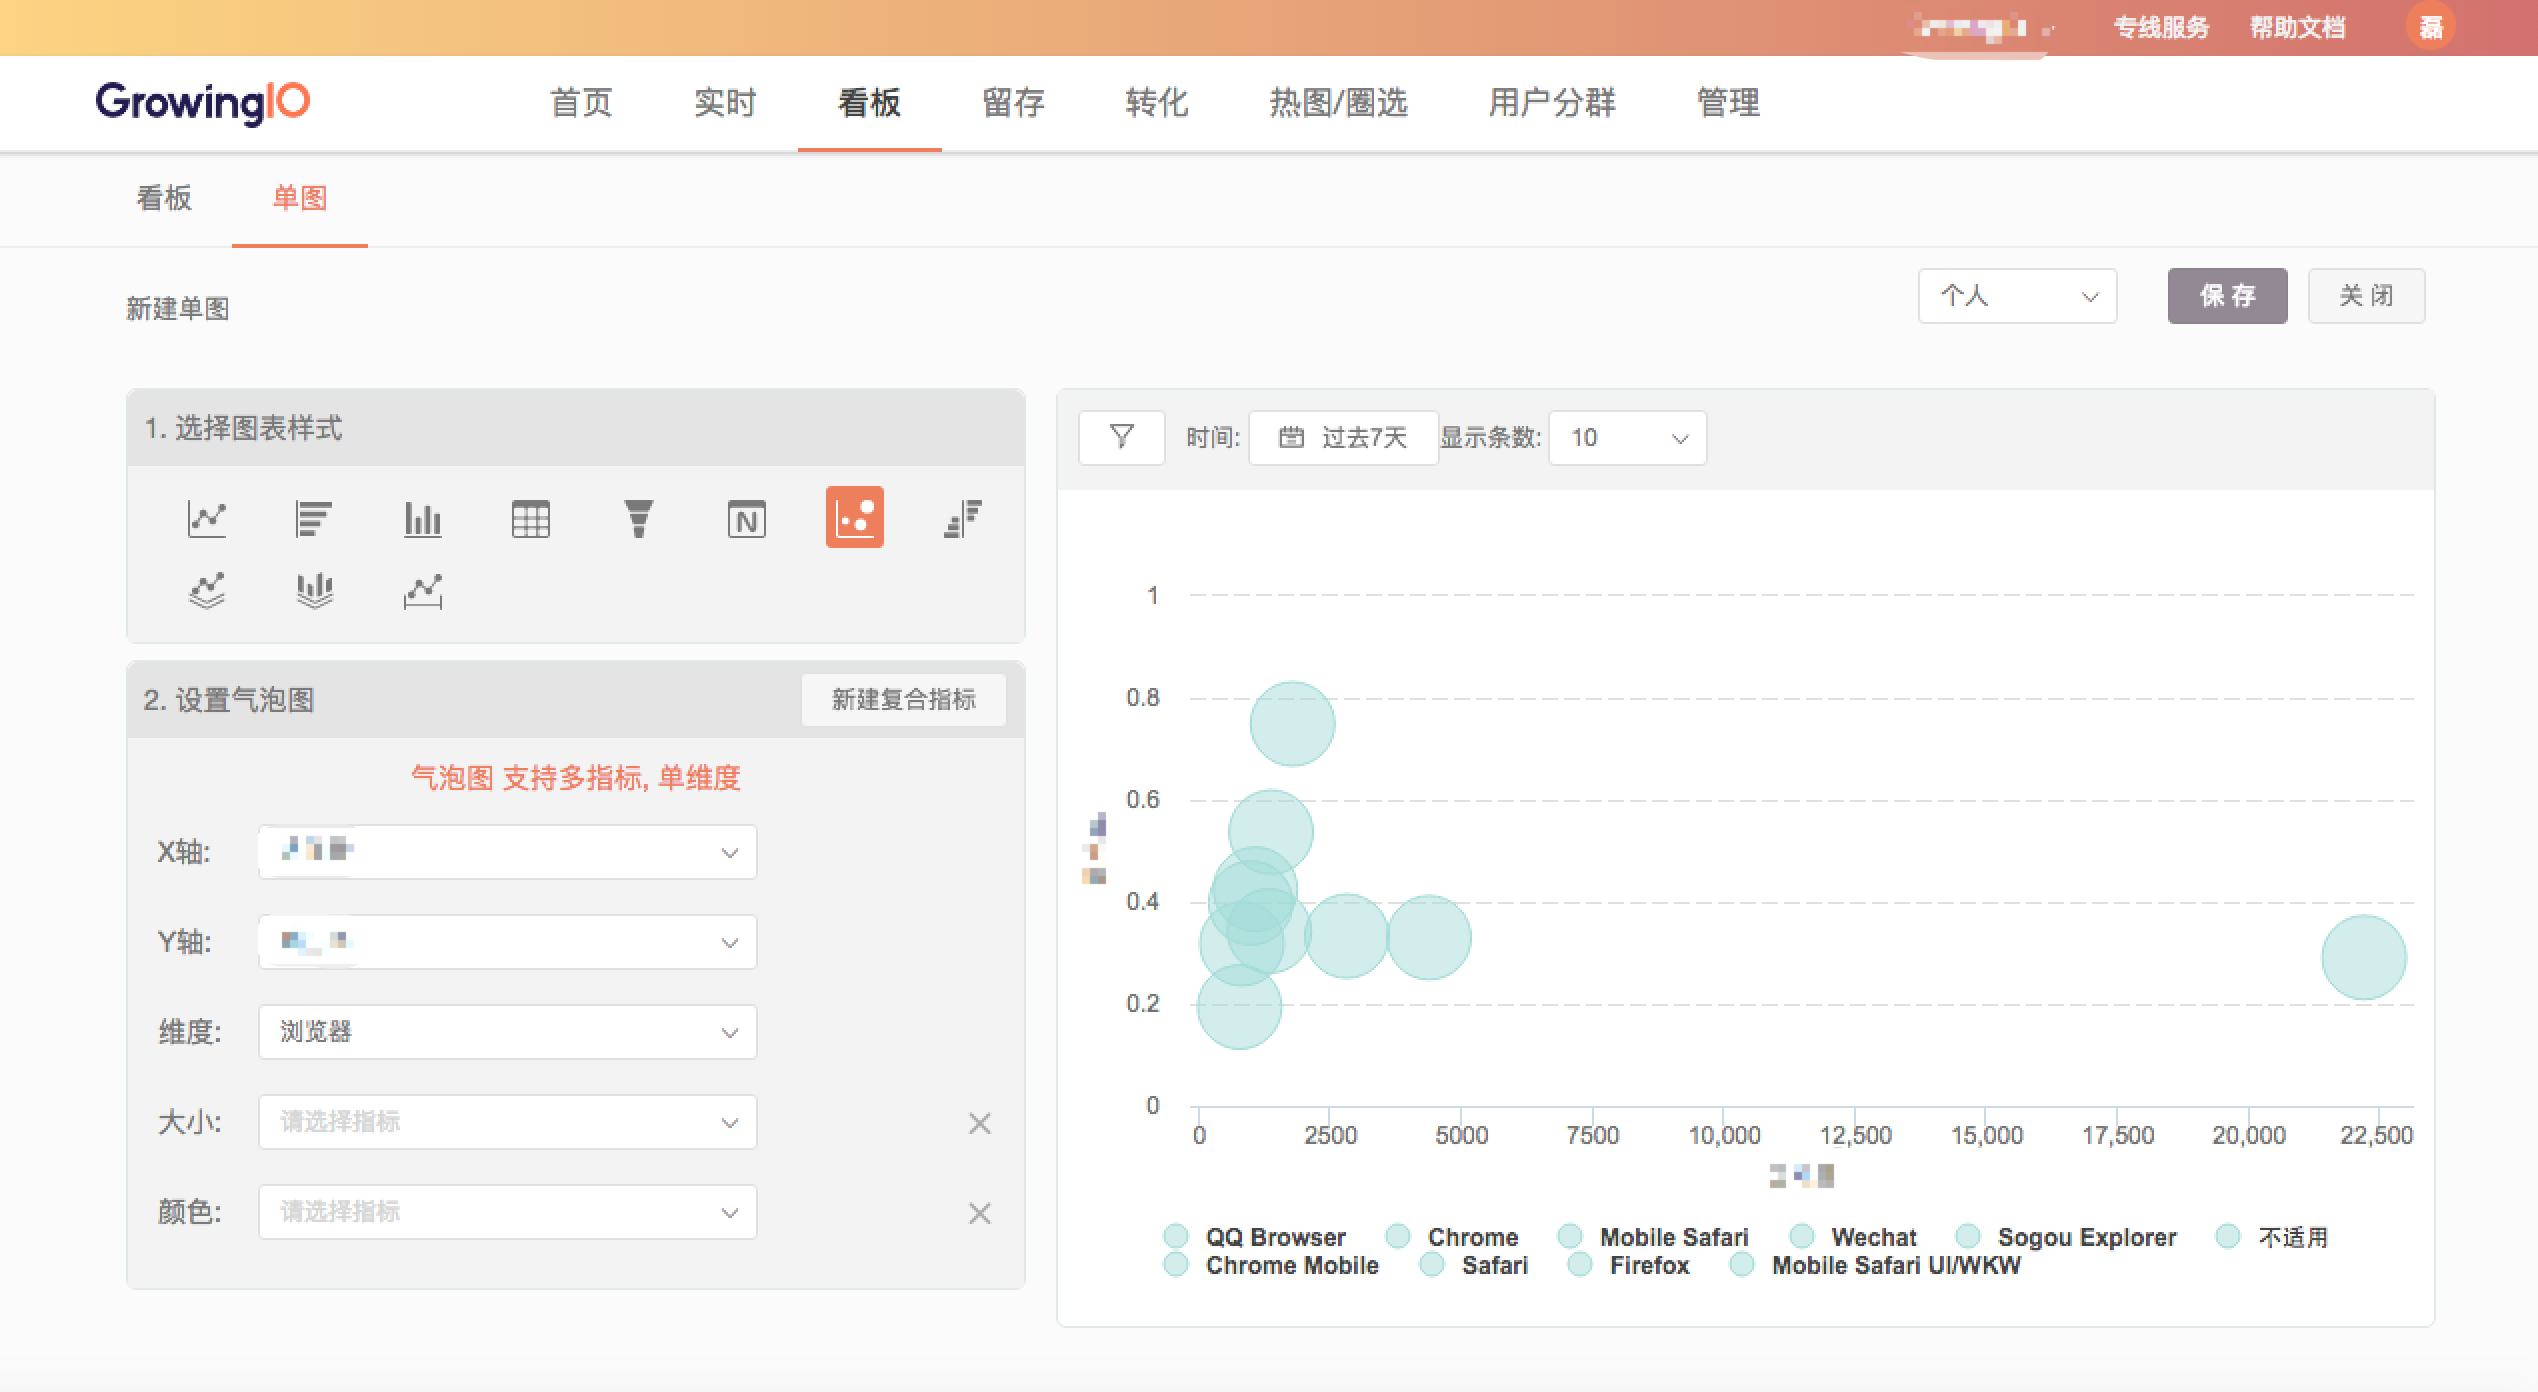 专线服务 帮助文档 磊
GrowingIO 首页 实时 看板 留存 转化 热图/圈选 用户分群 管理
看板 单图
新建单图 个人 保存 关闭
1. 选择图表样式
N
2. 设置气泡图 新建复合指标
气泡图 支持多指标, 单维度
X轴:
Y轴:
维度: 浏览器
大小: 请选择指标
颜色: 请选择指标
时间: 过去7天 显示条数: 10
1
0.8
0.6
0.4
0.2
0
0 2500 5000 7500 10,000 12,500 15,000 17,500 20,000 22,500
QQ Browser Chrome Mobile Safari Wechat Sogou Explorer 不适用
Chrome Mobile Safari Firefox Mobile Safari UI/WKW